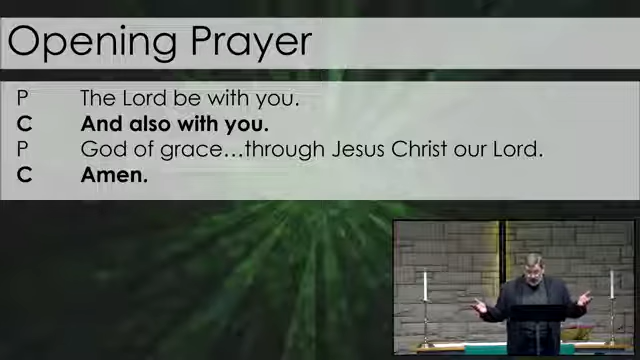 Opening Prayer
P The Lord be with you.
C And also with you.
P God of grace…through Jesus Christ our Lord.
C Amen.